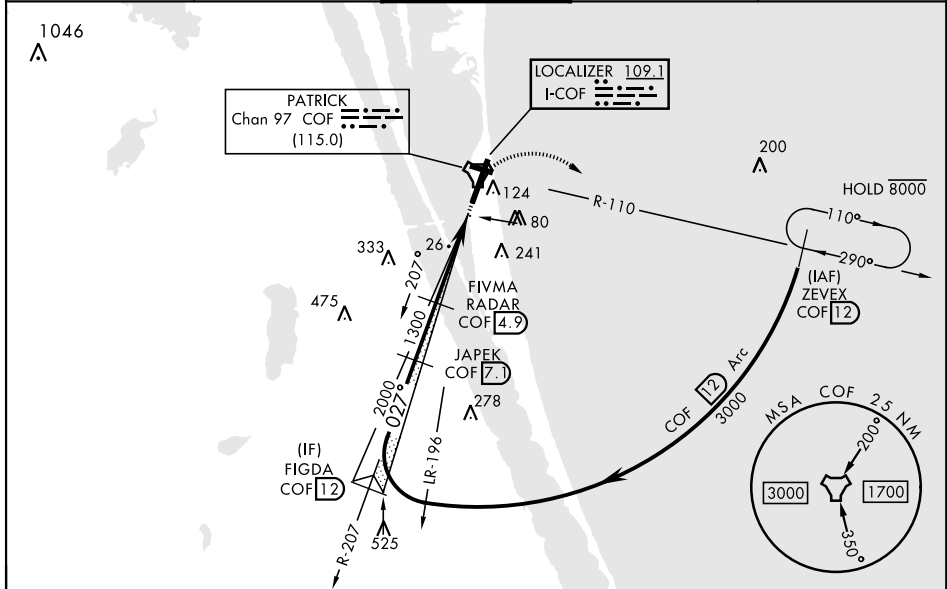 1046
PATRICK
Chan 97 COF
(115.0)
LOCALIZER 109.1
I-COF
200
HOLD 8000
124
80
R-110
110°
290°
(IAF)
ZEVEX
COF 12
333
26
241
207°
475
FIVMA
RADAR
COF 4.9
1300
JAPEK
COF 7.1
2000
027°
278
COF 12 Arc
3000
LR-196
(IF)
FIGDA
COF 12
525
R-207
MSA COF 25 NM
200°
3000
1700
350°